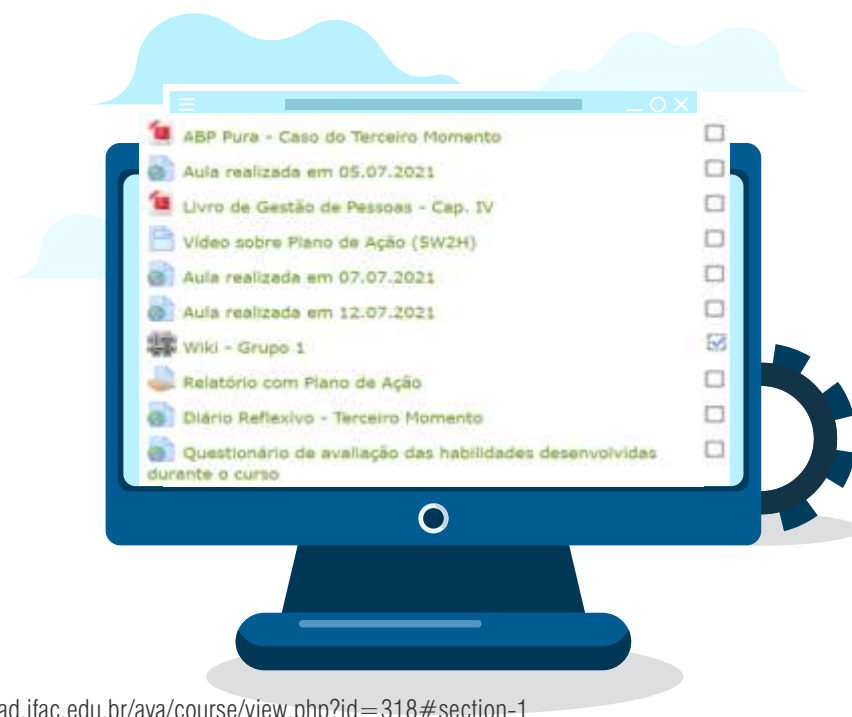 ABP Pura - Caso do Terceiro Momento
Aula realizada em 05.07.2021
Livro de Gestão de Pessoas - Cap. IV
Vídeo sobre Plano de Ação (5W2H)
Aula realizada em 07.07.2021
Aula realizada em 12.07.2021
Wiki - Grupo 1
Relatório com Plano de Ação
Diário Reflexivo - Terceiro Momento
Questionário de avaliação das habilidades desenvolvidas
durante o curso
ad.ifac.edu.br/ava/course/view.php?id=318#section-1